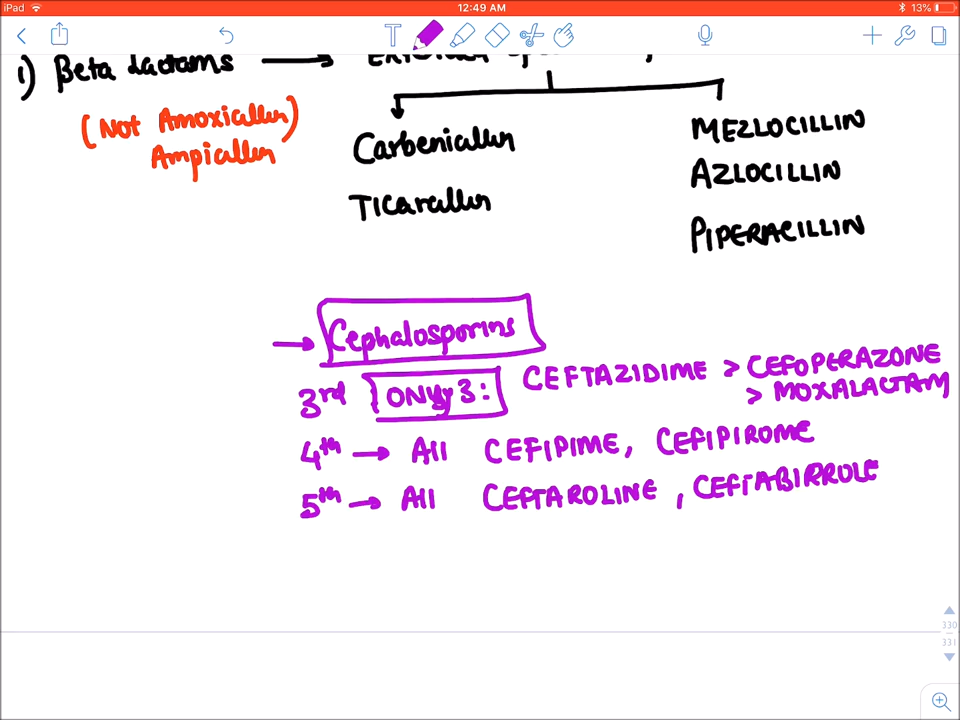 iPad 12:49 AM 13%
T
1) Beta Lactams
(Not Amoxicillin)
Ampicillin
Carbenicillin
Ticarcillin
MEZLOCILLIN
AZLOCILLIN
PIPERACILLIN
Cephalosporins
3rd ONLY 3: CEFTAZIDIME > CEFOPERAZONE
> MOXALACTAM
4th → All CEFIPIME, CEFIPIROME
5th → All CEFTAROLINE, CEFTABIRROLE
330
331